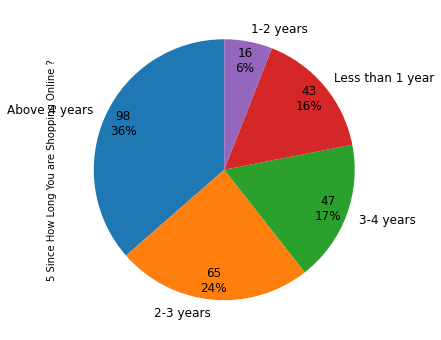 1-2 years
16
6%
Less than 1 year
43
16%
Above 4 years
98
36%
47
17%
3-4 years
65
24%
2-3 years
5 Since How Long You are Shopping Online ?